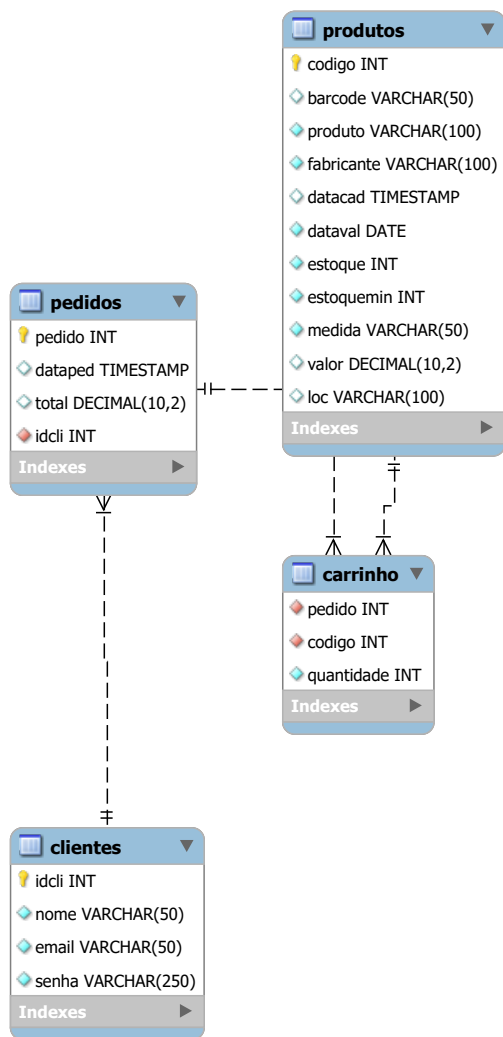 produtos
codigo INT
barcode VARCHAR(50)
produto VARCHAR(100)
fabricante VARCHAR(100)
datacad TIMESTAMP
dataval DATE
estoque INT
estoquemin INT
medida VARCHAR(50)
valor DECIMAL(10,2)
loc VARCHAR(100)
Indexes
pedidos
pedido INT
dataped TIMESTAMP
total DECIMAL(10,2)
idcli INT
Indexes
carrinho
pedido INT
codigo INT
quantidade INT
Indexes
clientes
idcli INT
nome VARCHAR(50)
email VARCHAR(50)
senha VARCHAR(250)
Indexes